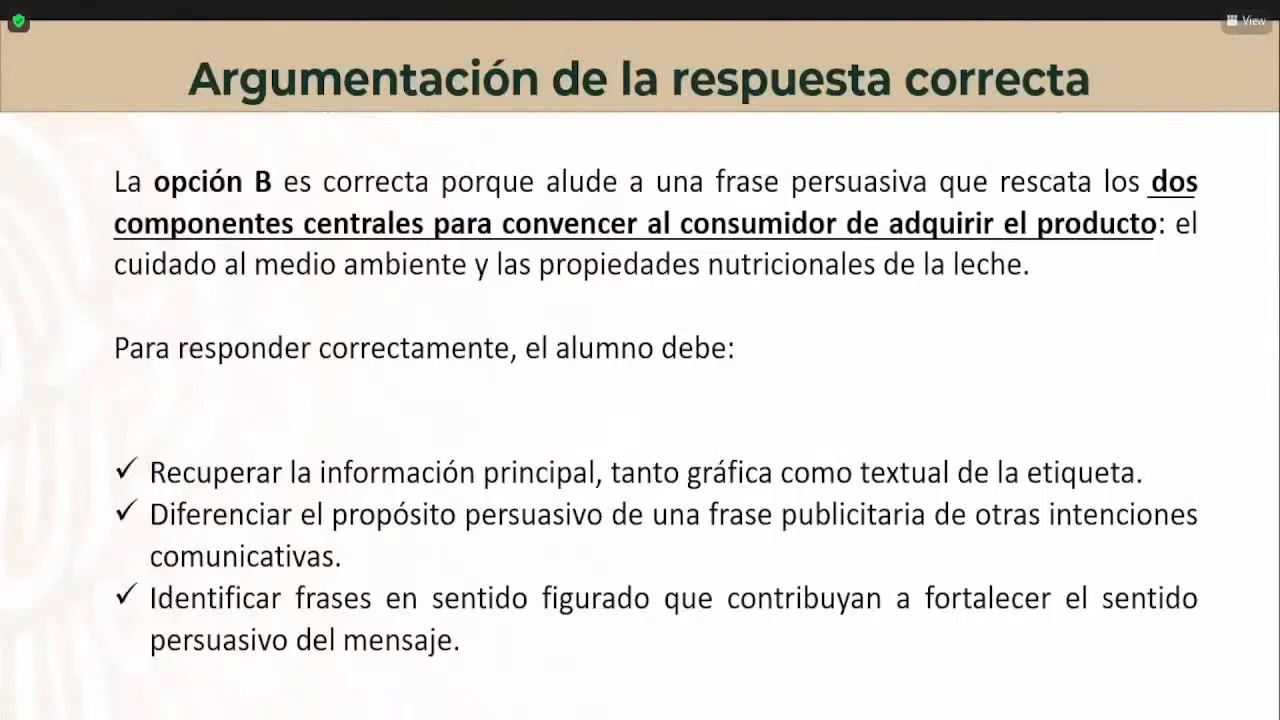 View
Argumentación de la respuesta correcta
La opción B es correcta porque alude a una frase persuasiva que rescata los dos
componentes centrales para convencer al consumidor de adquirir el producto: el
cuidado al medio ambiente y las propiedades nutricionales de la leche.
Para responder correctamente, el alumno debe:
✓ Recuperar la información principal, tanto gráfica como textual de la etiqueta.
✓ Diferenciar el propósito persuasivo de una frase publicitaria de otras intenciones
comunicativas.
✓ Identificar frases en sentido figurado que contribuyan a fortalecer el sentido
persuasivo del mensaje.